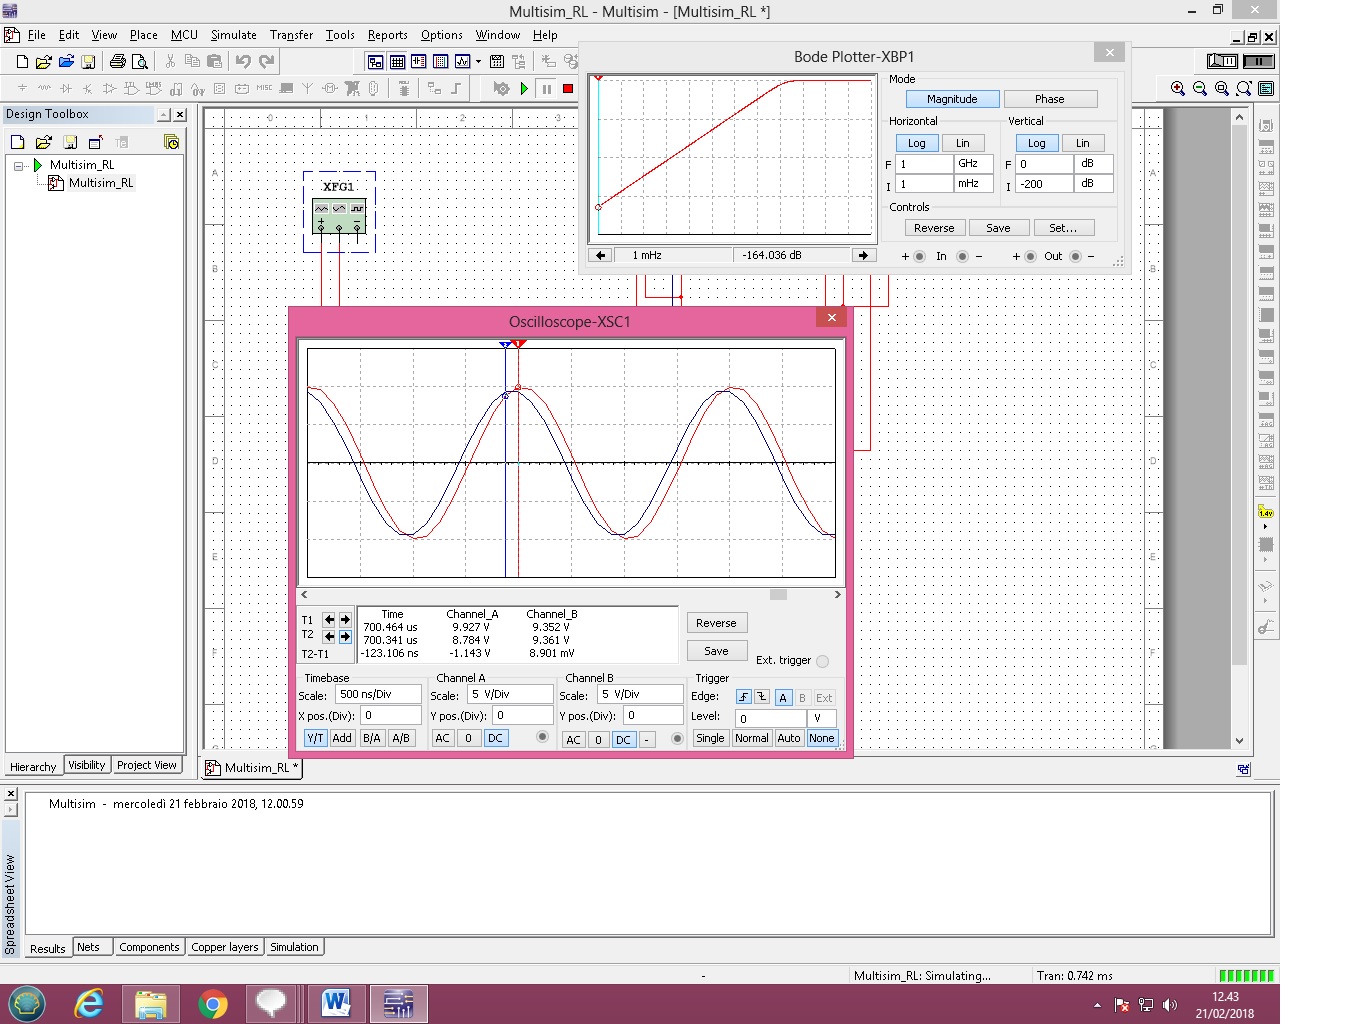 Multisim_RL - Multisim - [Multisim_RL *]
File Edit View Place MCU Simulate Transfer Tools Reports Options Window Help
Design Toolbox
Multisim_RL
Multisim_RL
Hierarchy Visibility Project View
0 1 2 3
A
B
C
D
E
F
G
XFG1
Multisim_RL *
Bode Plotter-XBP1
Mode
Magnitude Phase
Horizontal Vertical
Log Lin Log Lin
F 1 GHz F 0 dB
I 1 mHz I -200 dB
Controls
Reverse Save Set...
1 mHz -164.036 dB
+ In - + Out -
Oscilloscope-XSC1
Time Channel_A Channel_B
T1 700.464 us 9.927 V 9.352 V
T2 700.341 us 8.784 V 9.361 V
T2-T1 -123.106 ns -1.143 V 8.901 mV
Reverse
Save
Ext. trigger
Timebase Channel A Channel B Trigger
Scale: 500 ns/Div Scale: 5 V/Div Scale: 5 V/Div Edge: A B Ext
X pos.(Div): 0 Y pos.(Div): 0 Y pos.(Div): 0 Level: 0 V
Y/T Add B/A A/B AC 0 DC AC 0 DC - Single Normal Auto None
Multisim - mercoledì 21 febbraio 2018, 12.00.59
Spreadsheet View
Results Nets Components Copper layers Simulation
- Multisim_RL: Simulating... Tran: 0.742 ms
12.43
21/02/2018